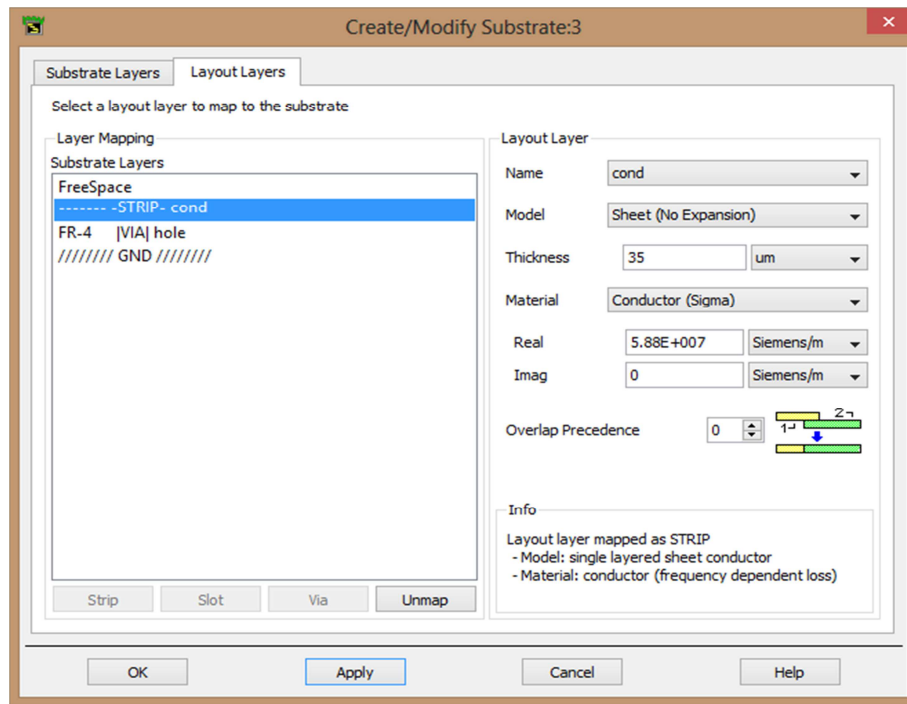 Create/Modify Substrate:3
Substrate Layers Layout Layers
Select a layout layer to map to the substrate
Layer Mapping
Substrate Layers
FreeSpace
------- -STRIP- cond
FR-4 |VIA| hole
//////// GND ////////
Strip Slot Via Unmap
Layout Layer
Name cond
Model Sheet (No Expansion)
Thickness 35 um
Material Conductor (Sigma)
Real 5.88E+007 Siemens/m
Imag 0 Siemens/m
Overlap Precedence 0 1 2
Info
Layout layer mapped as STRIP
- Model: single layered sheet conductor
- Material: conductor (frequency dependent loss)
OK Apply Cancel Help